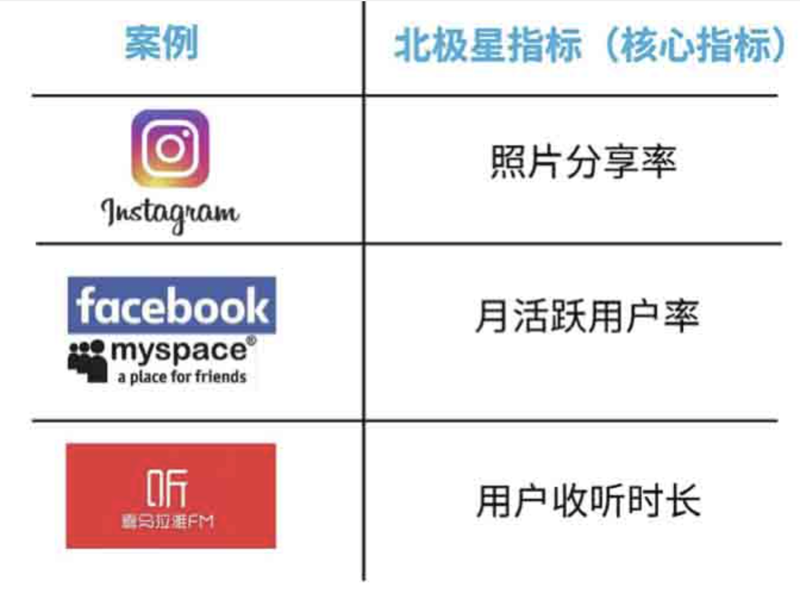 案例
北极星指标（核心指标）
Instagram
照片分享率
facebook
myspace®
a place for friends
月活跃用户率
听
喜马拉雅FM
用户收听时长